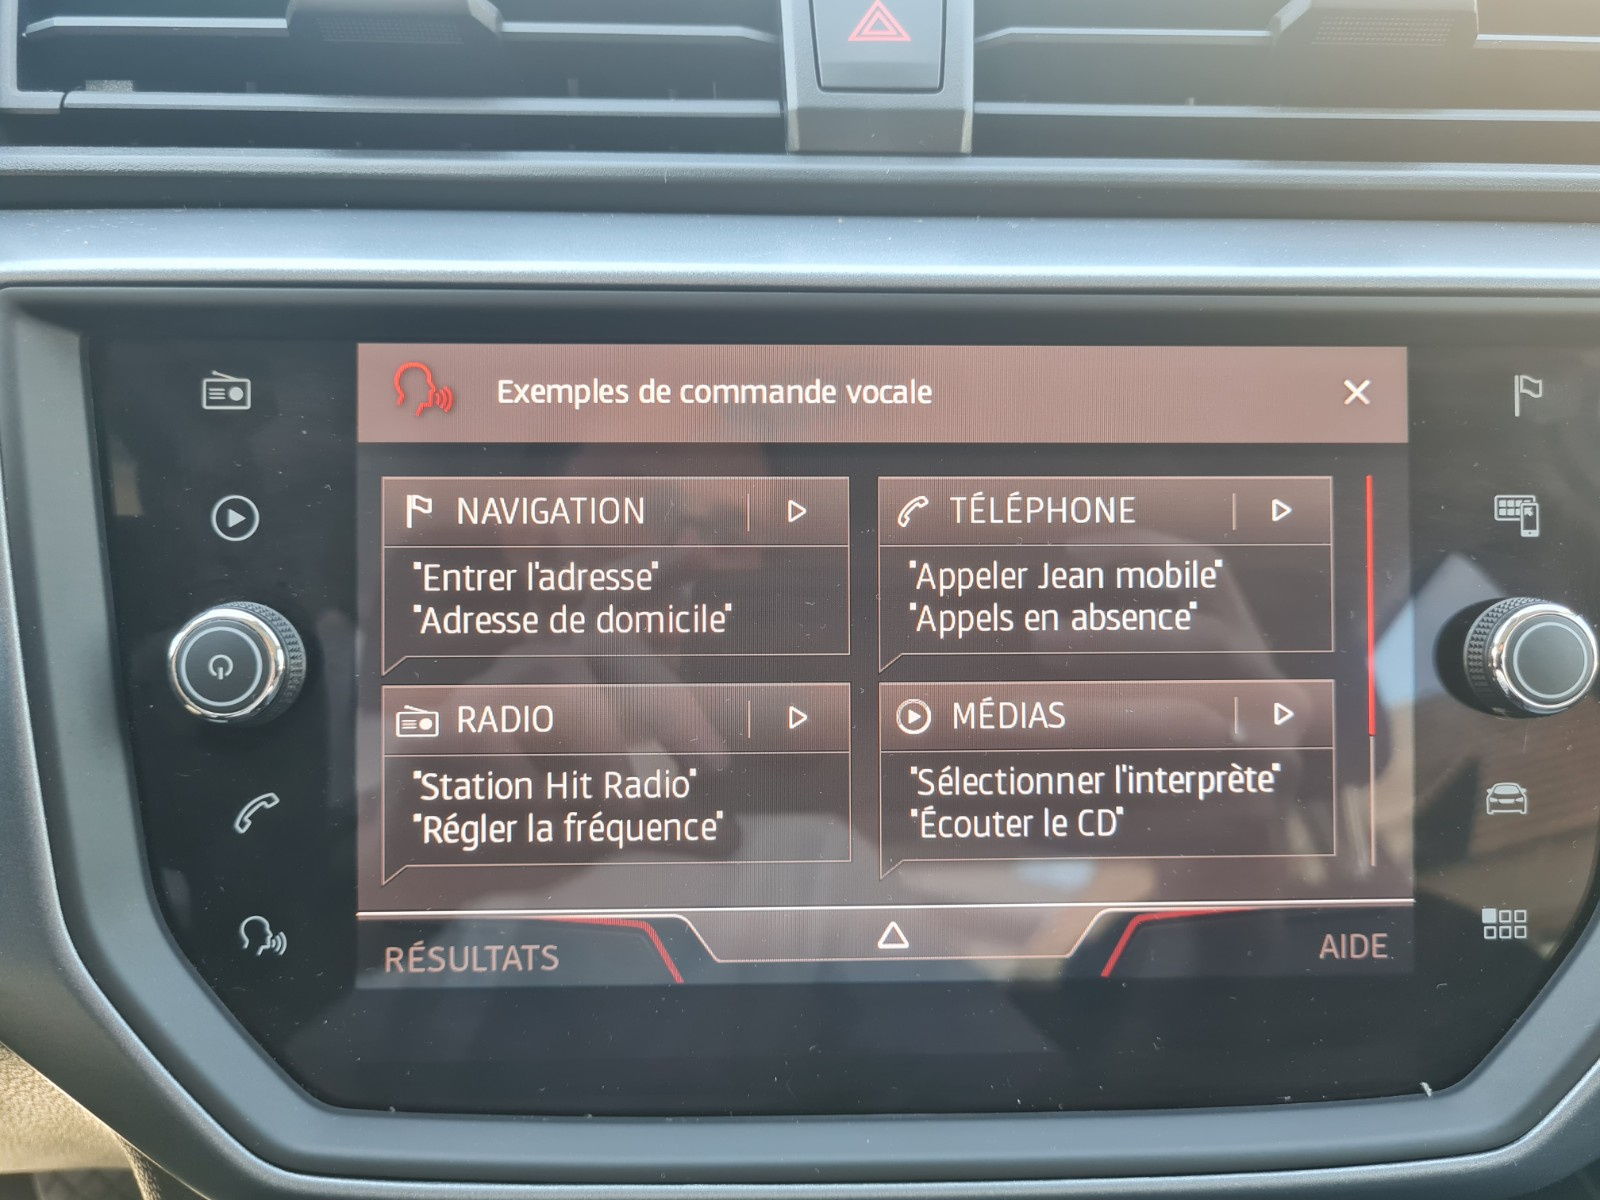 Exemples de commande vocale
NAVIGATION
"Entrer l'adresse"
"Adresse de domicile"
TÉLÉPHONE
"Appeler Jean mobile"
"Appels en absence"
RADIO
"Station Hit Radio"
"Régler la fréquence"
MÉDIAS
"Sélectionner l'interprète"
"Écouter le CD"
RÉSULTATS
AIDE